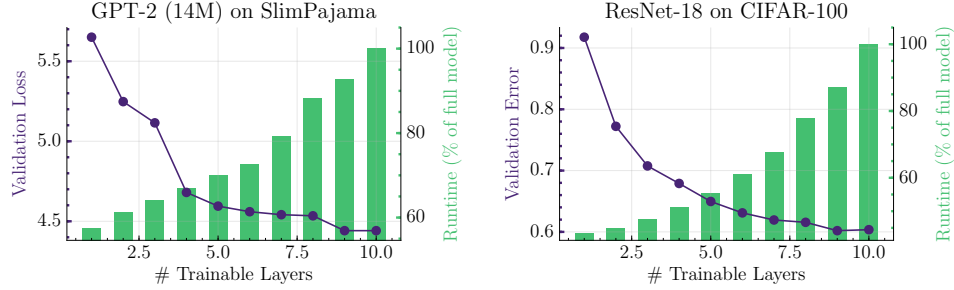 GPT-2 (14M) on SlimPajama
Validation Loss
5.5
5.0
4.5
100
80
60
Runtime (% of full model)
2.5 5.0 7.5 10.0
# Trainable Layers
ResNet-18 on CIFAR-100
Validation Error
0.9
0.8
0.7
0.6
100
80
60
Runtime (% of full model)
2.5 5.0 7.5 10.0
# Trainable Layers